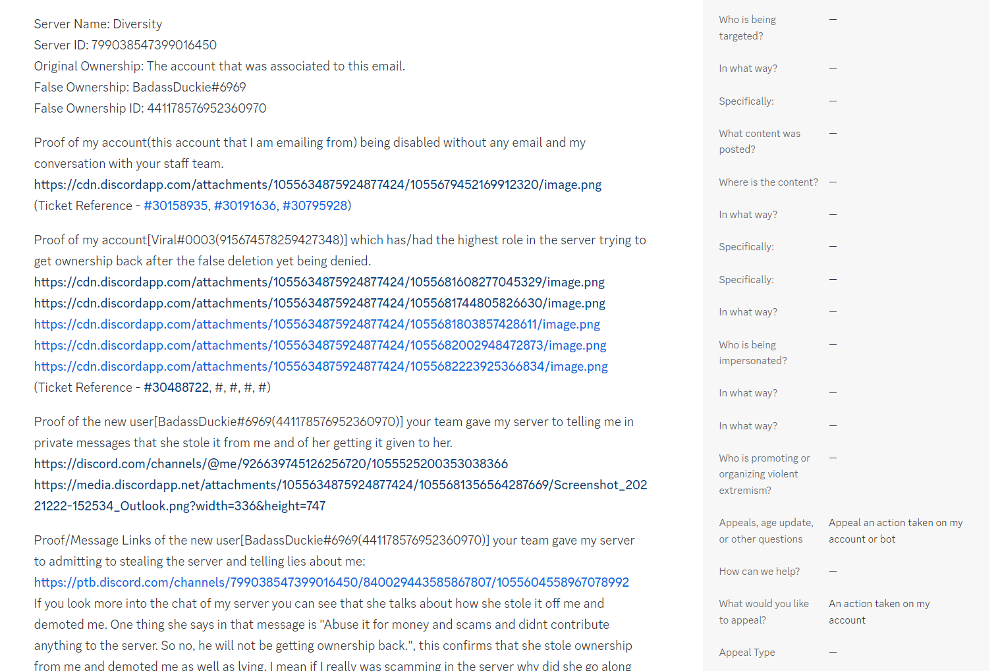 Server Name: Diversity
Server ID: 799038547399016450
Original Ownership: The account that was associated to this email.
False Ownership: BadassDuckie#6969
False Ownership ID: 441178576952360970
Proof of my account(this account that I am emailing from) being disabled without any email and my
conversation with your staff team.
https://cdn.discordapp.com/attachments/1055634875924877424/1055679452169912320/image.png
(Ticket Reference - #30158935, #30191636, #30795928)
Proof of my account[Viral#0003(915674578259427348)] which has/had the highest role in the server trying to
get ownership back after the false deletion yet being denied.
https://cdn.discordapp.com/attachments/1055634875924877424/1055681608277045329/image.png
https://cdn.discordapp.com/attachments/1055634875924877424/1055681744805826630/image.png
https://cdn.discordapp.com/attachments/1055634875924877424/1055681803857428611/image.png
https://cdn.discordapp.com/attachments/1055634875924877424/1055682002948472873/image.png
https://cdn.discordapp.com/attachments/1055634875924877424/1055682223925366834/image.png
(Ticket Reference - #30488722, #, #, #, #)
Proof of the new user[BadassDuckie#6969(441178576952360970)] your team gave my server to telling me in
private messages that she stole it from me and of her getting it given to her.
https://discord.com/channels/@me/926639745126256720/1055525200353038366
https://media.discordapp.net/attachments/1055634875924877424/1055681356564287669/Screenshot_202
21222-152534_Outlook.png?width=336&height=747
Proof/Message Links of the new user[BadassDuckie#6969(441178576952360970)] your team gave my server
to admitting to stealing the server and telling lies about me:
https://ptb.discord.com/channels/799038547399016450/840029443585867807/1055604558967078992
If you look more into the chat of my server you can see that she talks about how she stole it off me and
demoted me. One thing she says in that message is "Abuse it for money and scams and didnt contribute
anything to the server. So no, he will not be getting ownership back.", this confirms that she stole ownership
from me and demoted me as well as lying. I mean if I really was scamming in the server why did she go along
Who is being
targeted?
—
In what way?
—
Specifically:
—
What content was
posted?
—
Where is the content?
—
In what way?
—
Specifically:
—
Specifically:
—
In what way?
—
Who is being
impersonated?
—
In what way?
—
In what way?
—
Who is promoting or
organizing violent
extremism?
—
Appeals, age update,
or other questions
Appeal an action taken on my
account or bot
How can we help?
—
What would you like
to appeal?
An action taken on my
account
Appeal Type
—